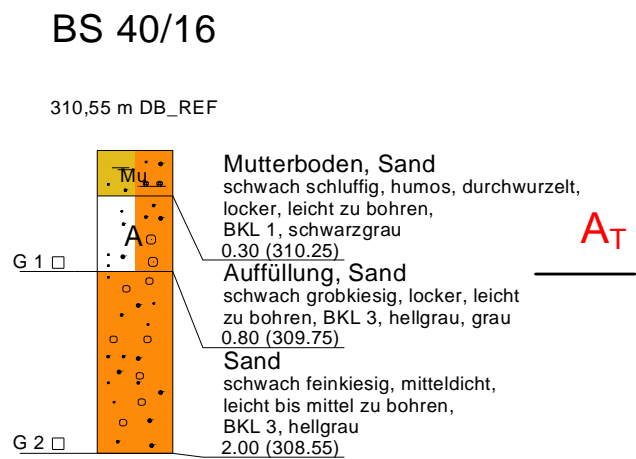 BS 40/16
310,55 m DB_REF
Mu
Mutterboden, Sand
schwach schluffig, humos, durchwurzelt,
locker, leicht zu bohren,
BKL 1, schwarzgrau
0.30 (310.25)
A
AT
G 1
Auffüllung, Sand
schwach grobkiesig, locker, leicht
zu bohren, BKL 3, hellgrau, grau
0.80 (309.75)
Sand
schwach feinkiesig, mitteldicht,
leicht bis mittel zu bohren,
BKL 3, hellgrau
G 2
2.00 (308.55)